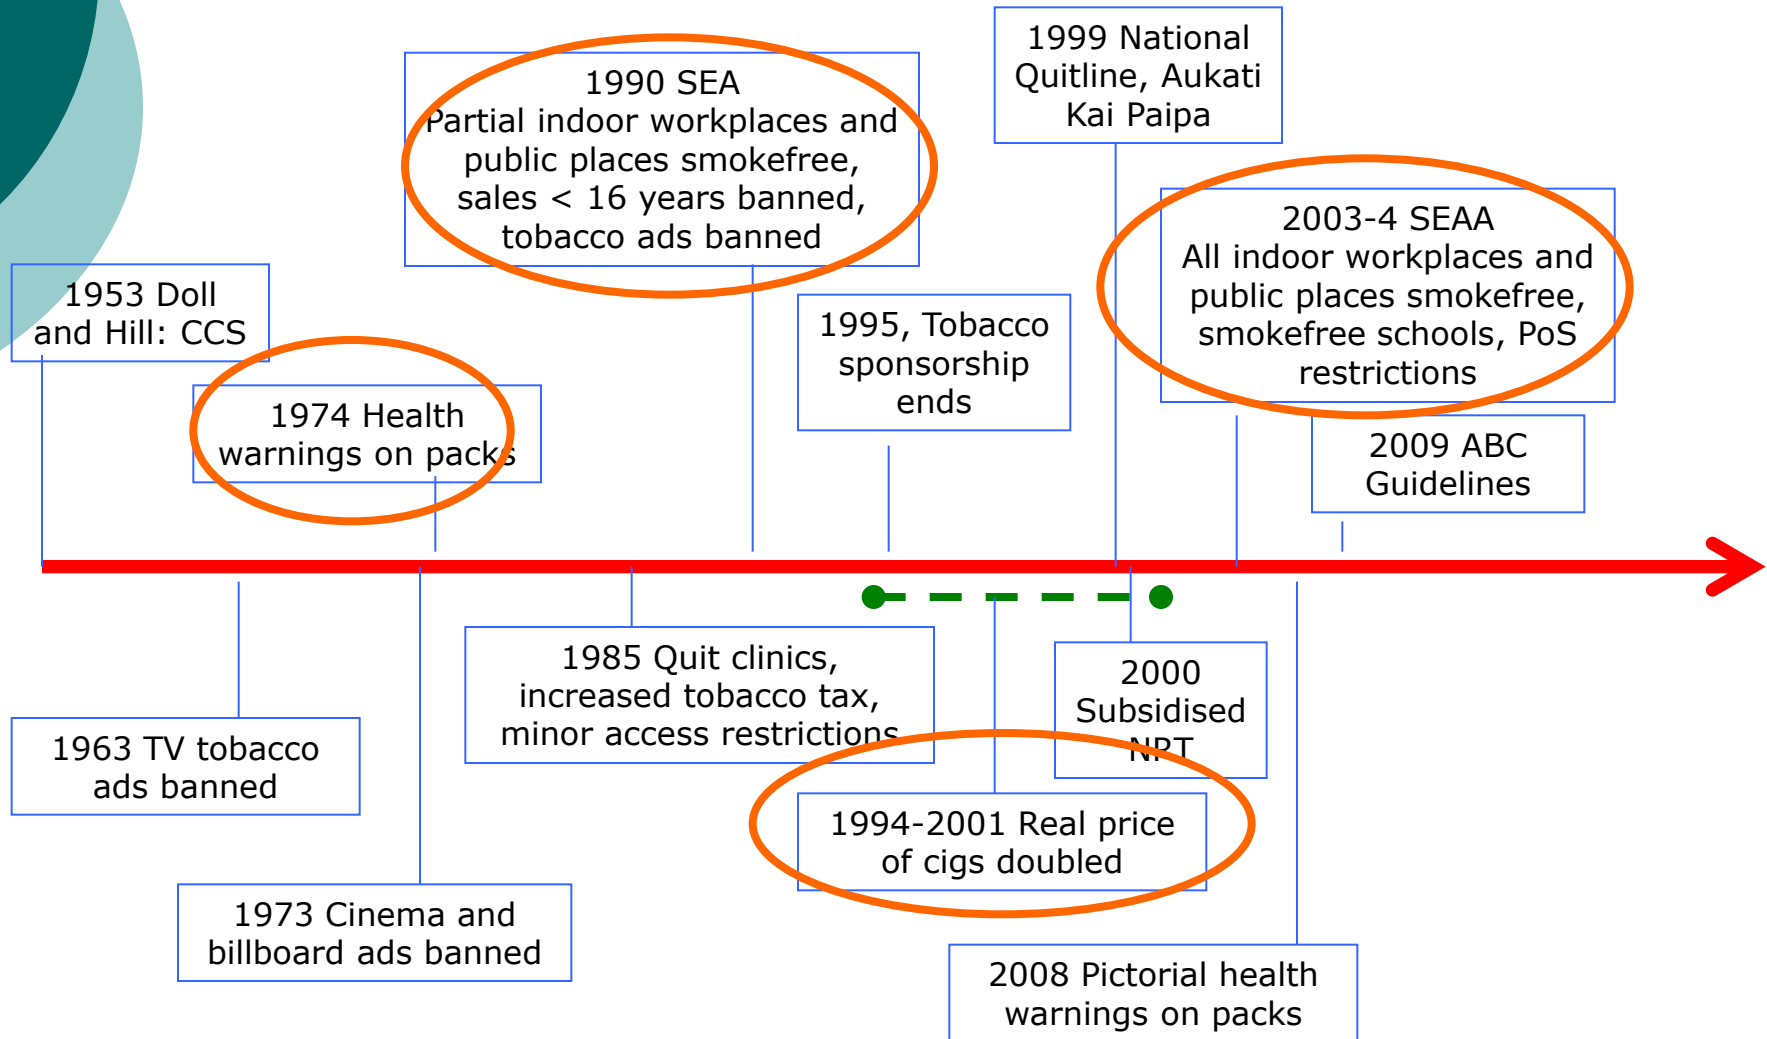 1999 National
Quitline, Aukati
Kai Paipa
1990 SEA
Partial indoor workplaces and
public places smokefree,
sales < 16 years banned,
tobacco ads banned
2003-4 SEAA
All indoor workplaces and
public places smokefree,
smokefree schools, PoS
restrictions
1953 Doll
and Hill: CCS
1995, Tobacco
sponsorship
ends
1974 Health
warnings on packs
2009 ABC
Guidelines
1985 Quit clinics,
increased tobacco tax,
minor access restrictions
2000
Subsidised
NRT
1963 TV tobacco
ads banned
1994-2001 Real price
of cigs doubled
1973 Cinema and
billboard ads banned
2008 Pictorial health
warnings on packs